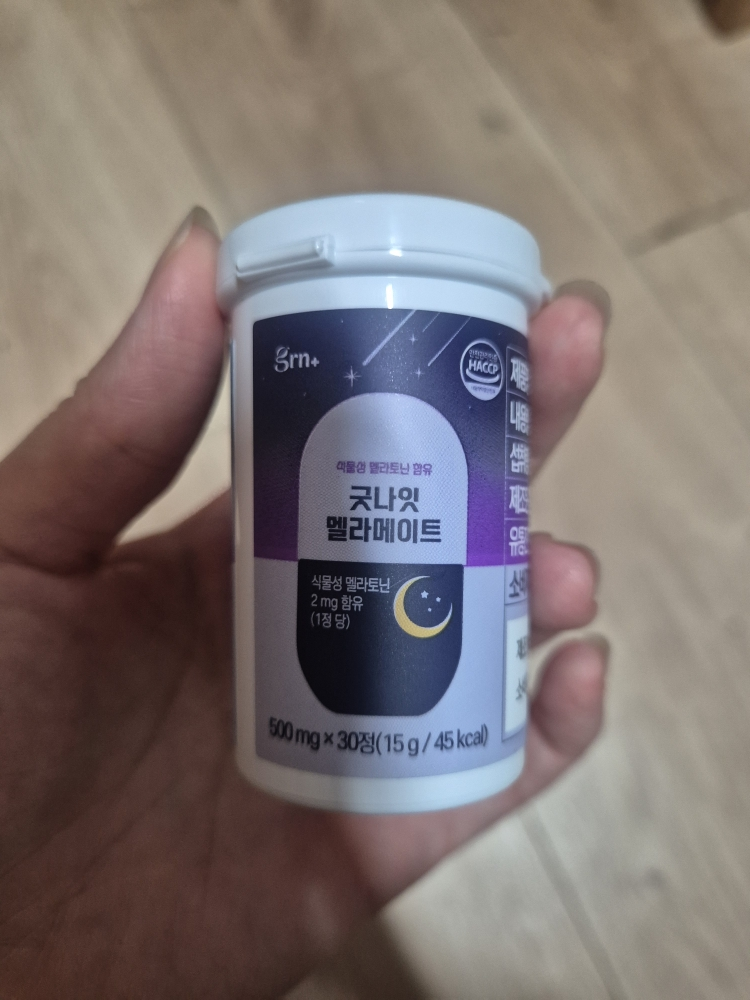 grn+
HACCP
식물성 멜라토닌 함유
굿나잇
멜라메이트
식물성 멜라토닌
2 mg 함유
(1정 당)
500 mg × 30정(15 g / 45 kcal)